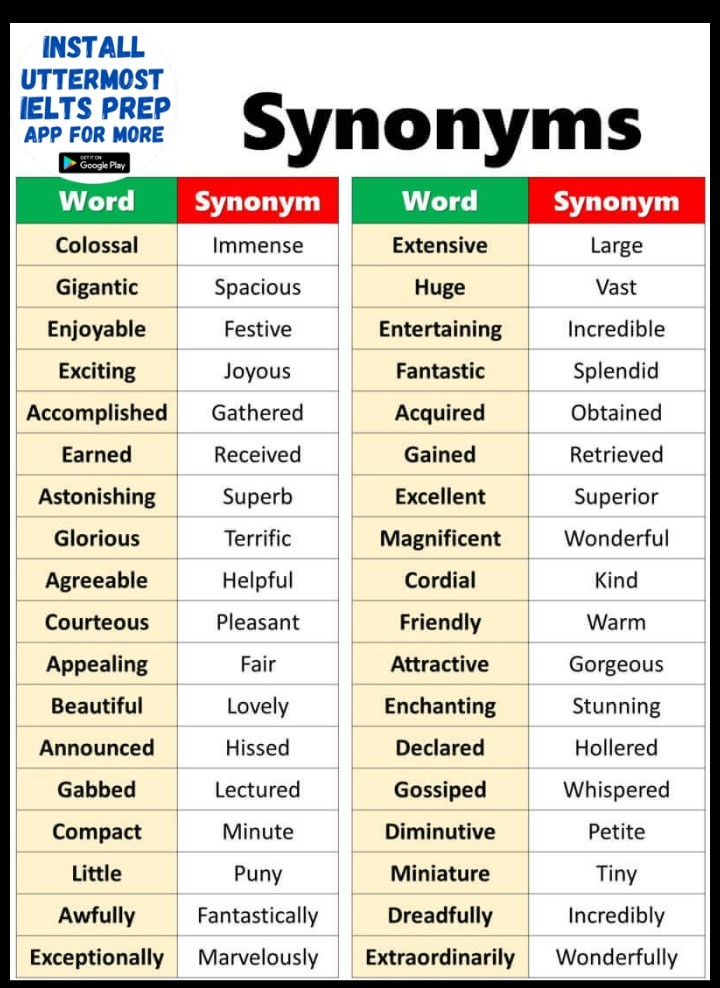 INSTALL
UTTERMOST
IELTS PREP
APP FOR MORE
GET IT ON
Google Play
Synonyms
Word Synonym Word Synonym
Colossal Immense Extensive Large
Gigantic Spacious Huge Vast
Enjoyable Festive Entertaining Incredible
Exciting Joyous Fantastic Splendid
Accomplished Gathered Acquired Obtained
Earned Received Gained Retrieved
Astonishing Superb Excellent Superior
Glorious Terrific Magnificent Wonderful
Agreeable Helpful Cordial Kind
Courteous Pleasant Friendly Warm
Appealing Fair Attractive Gorgeous
Beautiful Lovely Enchanting Stunning
Announced Hissed Declared Hollered
Gabbed Lectured Gossiped Whispered
Compact Minute Diminutive Petite
Little Puny Miniature Tiny
Awfully Fantastically Dreadfully Incredibly
Exceptionally Marvelously Extraordinarily Wonderfully